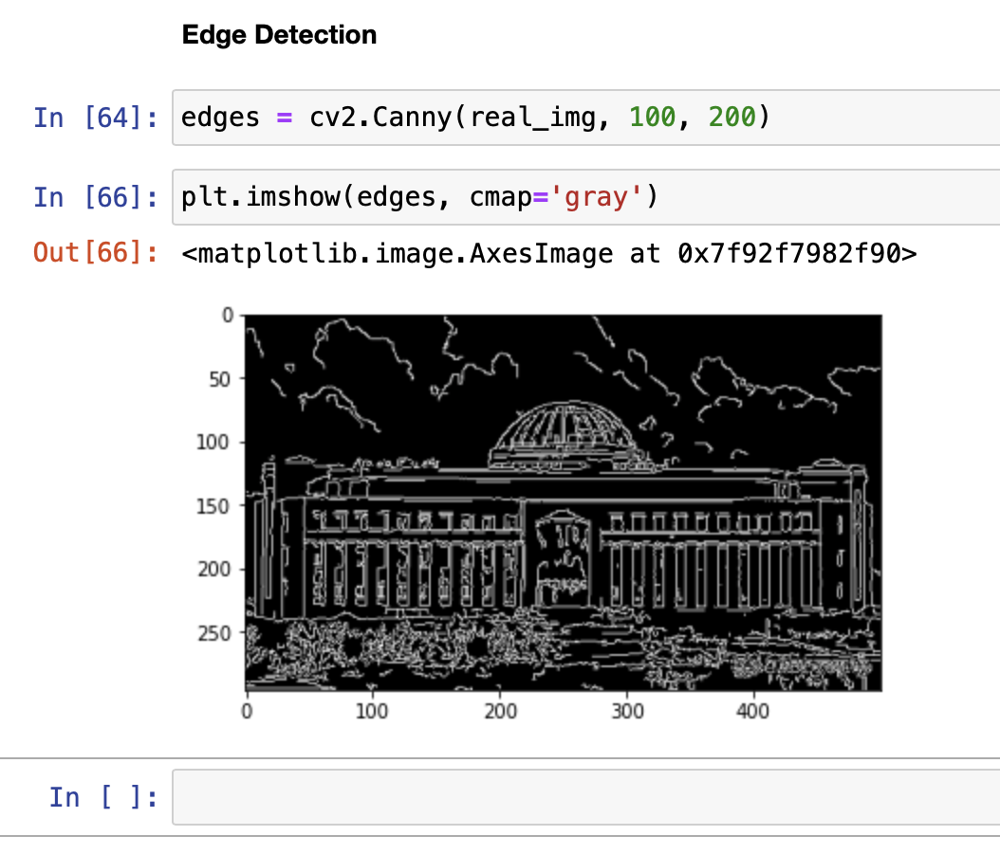 Edge Detection
In [64]: edges = cv2.Canny(real_img, 100, 200)
In [66]: plt.imshow(edges, cmap='gray')
Out[66]: <matplotlib.image.AxesImage at 0x7f92f7982f90>
0
50
100
150
200
250
0 100 200 300 400
In [ ]: